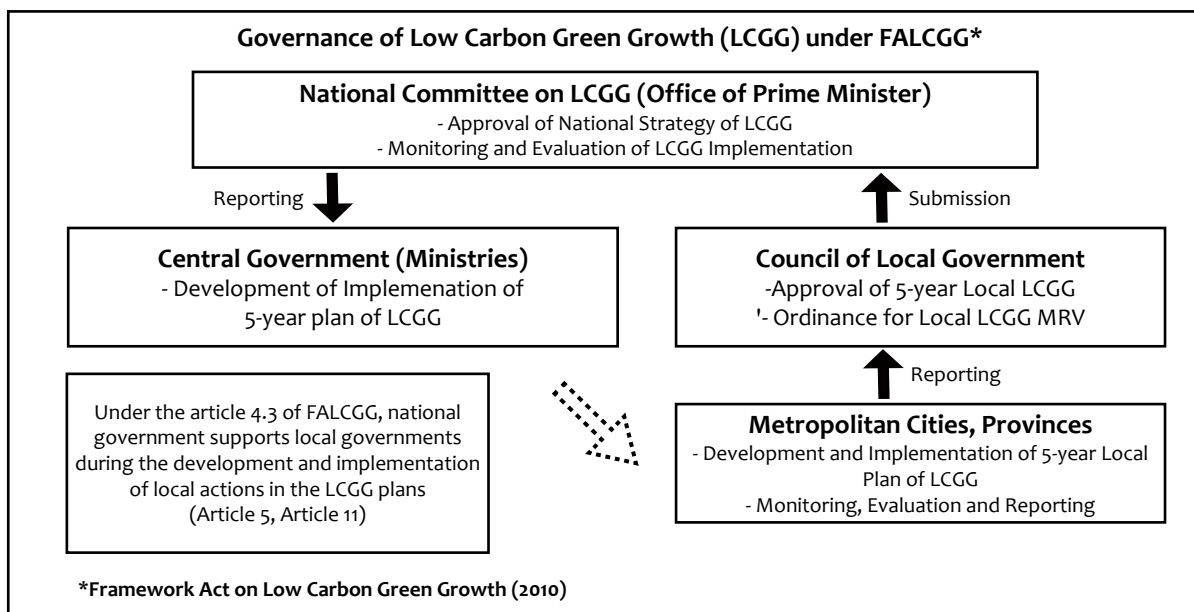 Governance of Low Carbon Green Growth (LCGG) under FALCGG*
National Committee on LCGG (Office of Prime Minister)
- Approval of National Strategy of LCGG
- Monitoring and Evaluation of LCGG Implementation
Reporting
Submission
Central Government (Ministries)
- Development of Implemenation of
5-year plan of LCGG
Council of Local Government
-Approval of 5-year Local LCGG
'- Ordinance for Local LCGG MRV
Reporting
Under the article 4.3 of FALCGG, national
government supports local governments
during the development and implementation
of local actions in the LCGG plans
(Article 5, Article 11)
Metropolitan Cities, Provinces
- Development and Implementation of 5-year Local
Plan of LCGG
- Monitoring, Evaluation and Reporting
*Framework Act on Low Carbon Green Growth (2010)